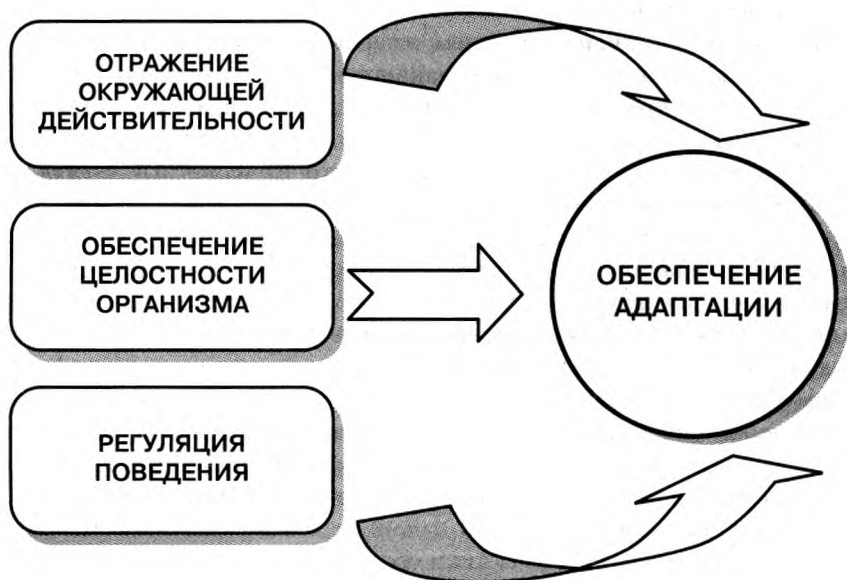 ОТРАЖЕНИЕ
ОКРУЖАЮЩЕЙ
ДЕЙСТВИТЕЛЬНОСТИ
ОБЕСПЕЧЕНИЕ
ЦЕЛОСТНОСТИ
ОРГАНИЗМА
РЕГУЛЯЦИЯ
ПОВЕДЕНИЯ
ОБЕСПЕЧЕНИЕ
АДАПТАЦИИ